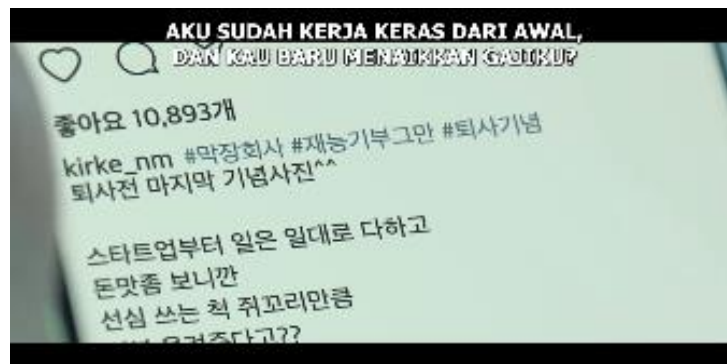 AKU SUDAH KERJA KERAS DARI AWAL,
DAN KAU BARU MENAIKKAN GAJIKU?
좋아요 10,893개
kirke_nm #막장회사 #재능기부그만 #퇴사기념
퇴사전 마지막 기념사진^^
스타트업부터 일은 일대로 다하고
돈맛좀 보니깐
선심 쓰는 척 쥐꼬리만큼